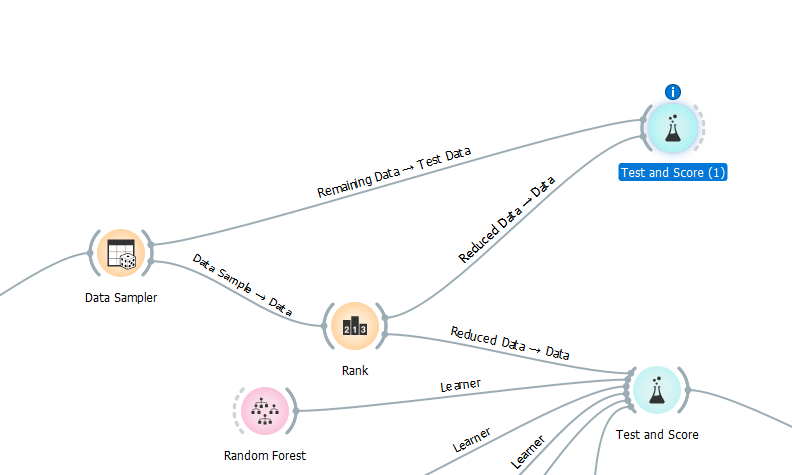 i
Test and Score (1)
Remaining Data → Test Data
Reduced Data → Data
Data Sampler
Data Sample → Data
213
Rank
Reduced Data → Data
Learner
Random Forest
Test and Score
Learner
Learner